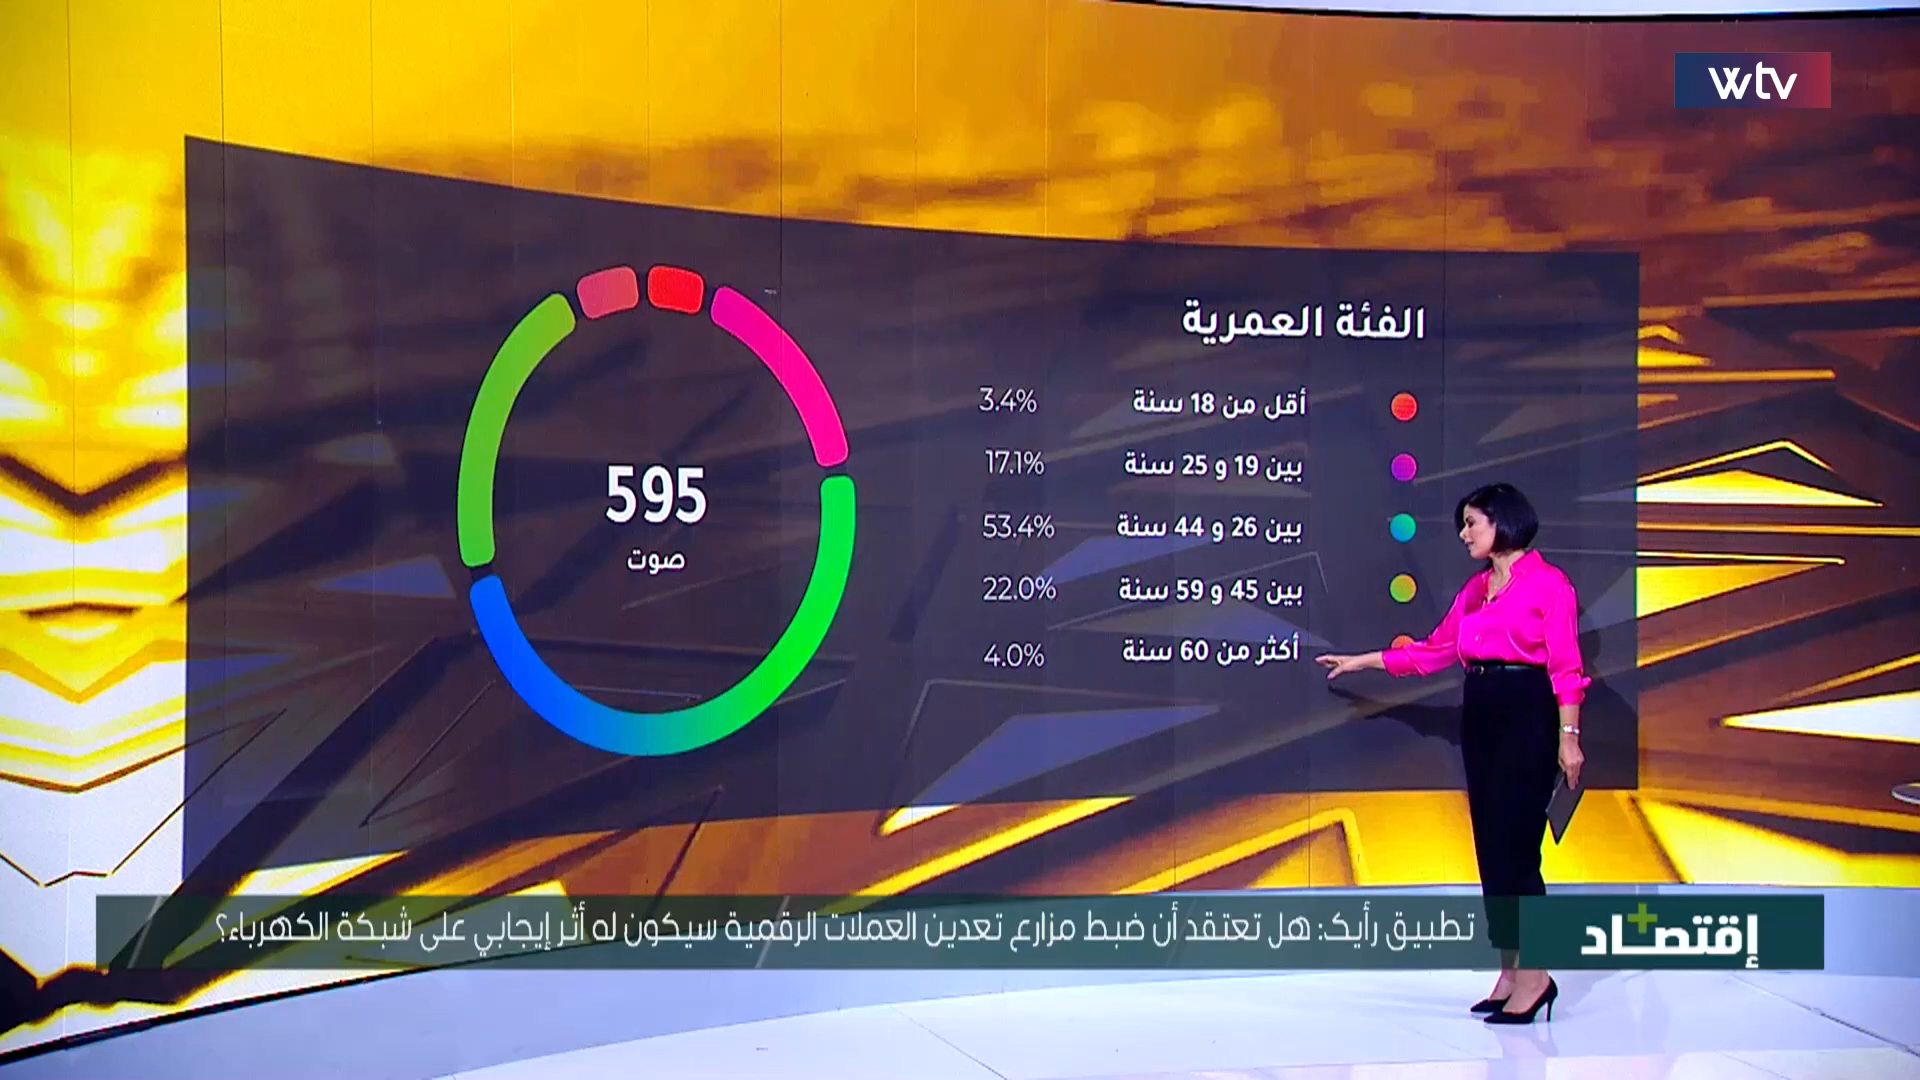 wtv
الفئة العمرية
أقل من 18 سنة 3.4%
بين 19 و 25 سنة 17.1%
بين 26 و 44 سنة 53.4%
بين 45 و 59 سنة 22.0%
أكثر من 60 سنة 4.0%
595
صوت
إقتصاد+
تطبيق رأيك: هل تعتقد أن ضبط مزارع تعدين العملات الرقمية سيكون له أثر إيجابي على شبكة الكهرباء؟